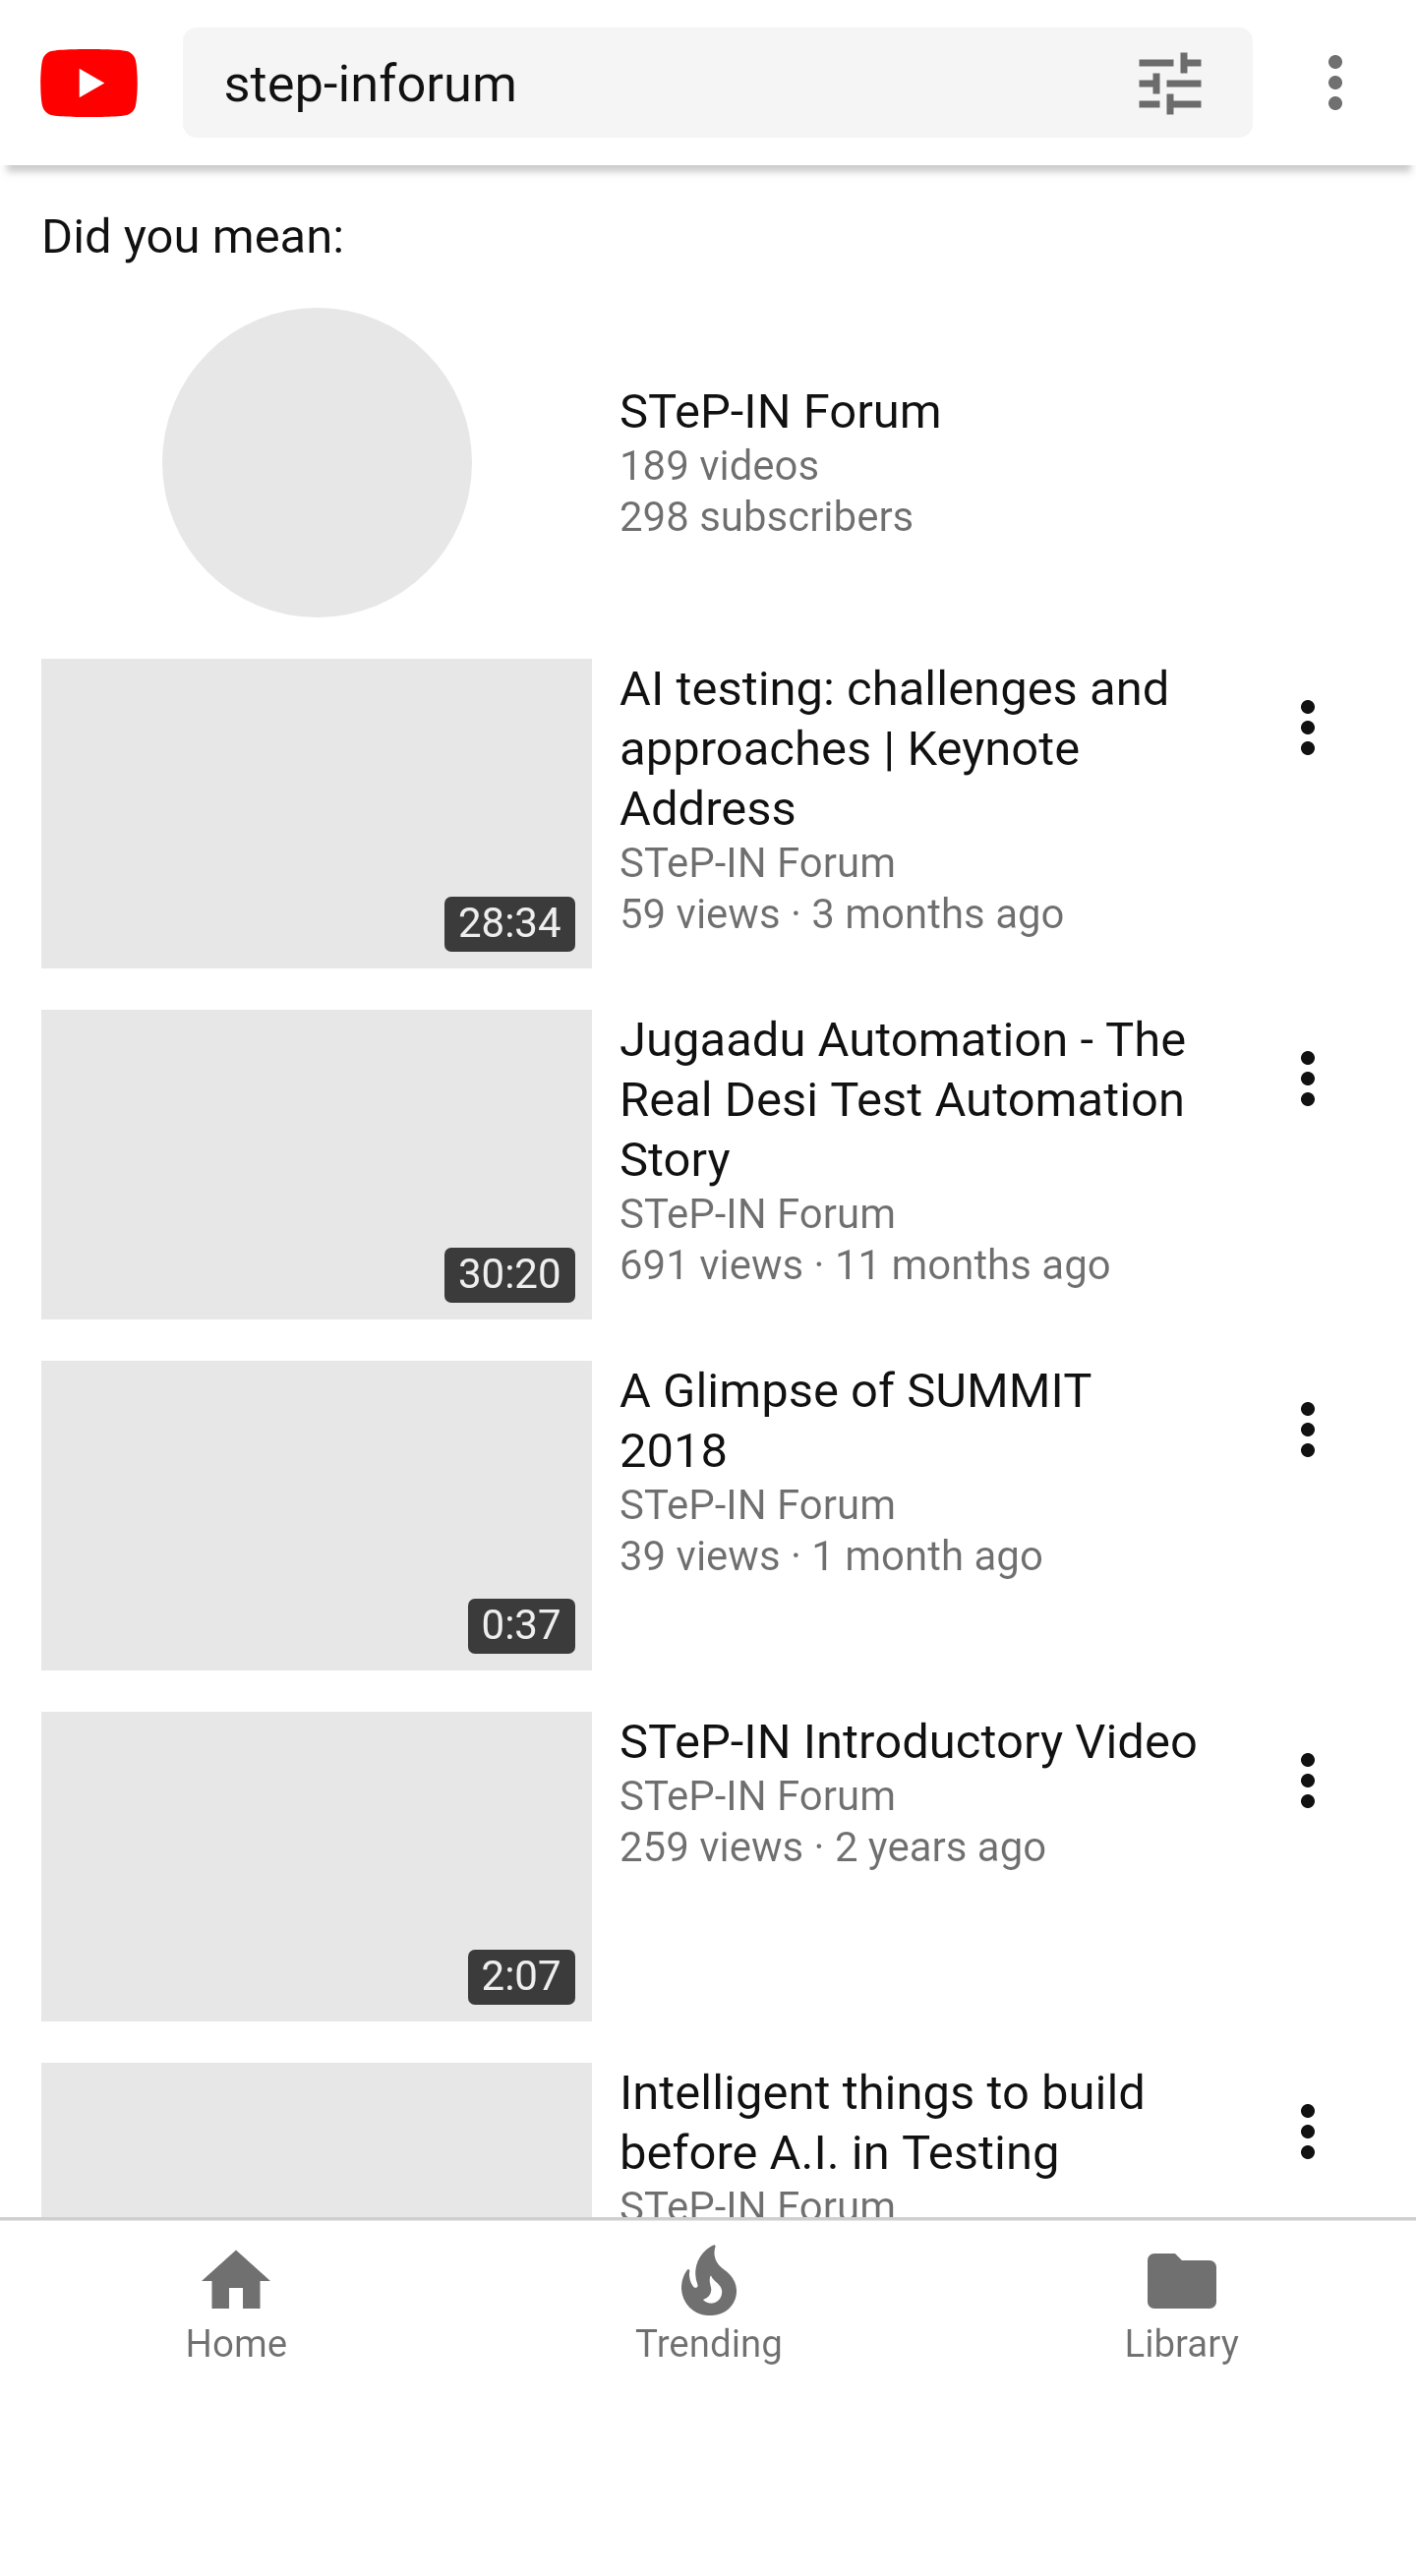 step-inforum
Did you mean:
STeP-IN Forum
189 videos
298 subscribers
AI testing: challenges and
approaches | Keynote
Address
STeP-IN Forum
59 views · 3 months ago
28:34
Jugaadu Automation - The
Real Desi Test Automation
Story
STeP-IN Forum
691 views · 11 months ago
30:20
A Glimpse of SUMMIT
2018
STeP-IN Forum
39 views · 1 month ago
0:37
STeP-IN Introductory Video
STeP-IN Forum
259 views · 2 years ago
2:07
Intelligent things to build
before A.I. in Testing
STeP-IN Forum
Home
Trending
Library